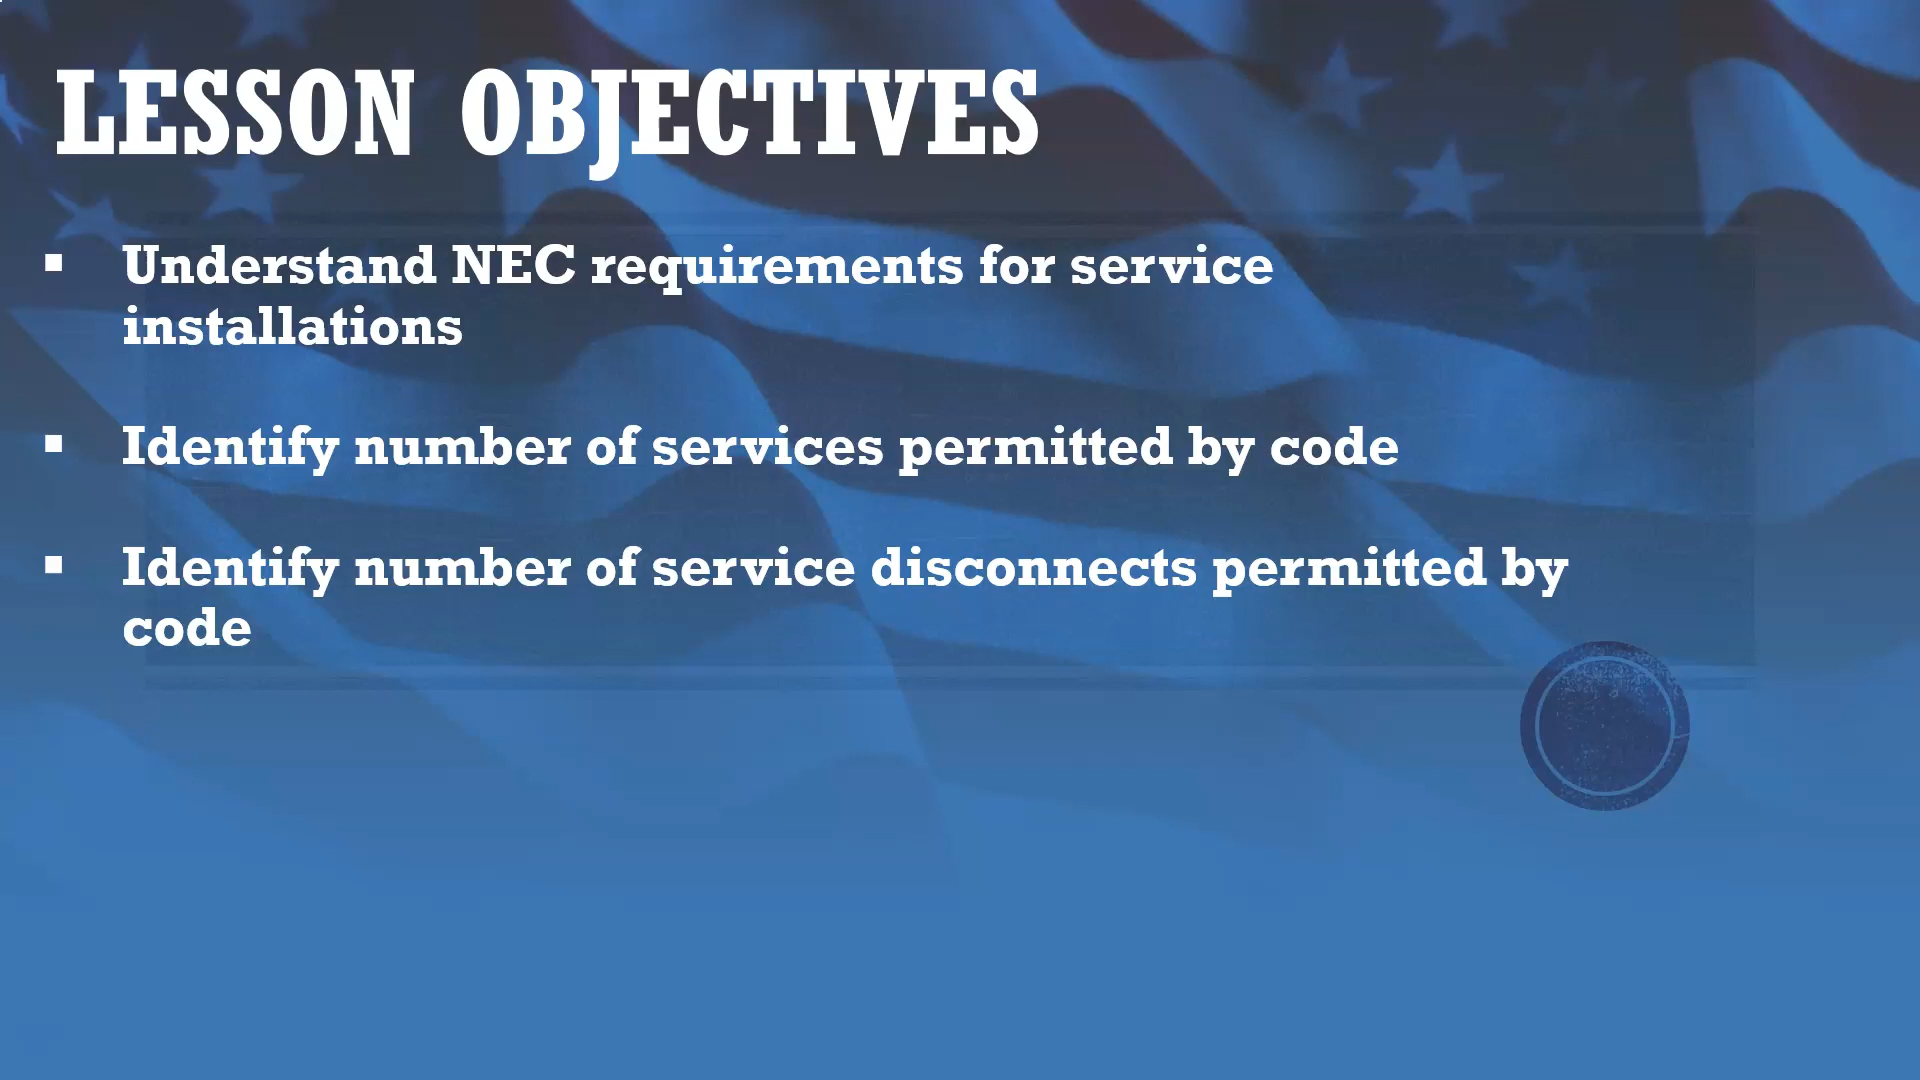 LESSON OBJECTIVES
▪ Understand NEC requirements for service
installations
▪ Identify number of services permitted by code
▪ Identify number of service disconnects permitted by
code